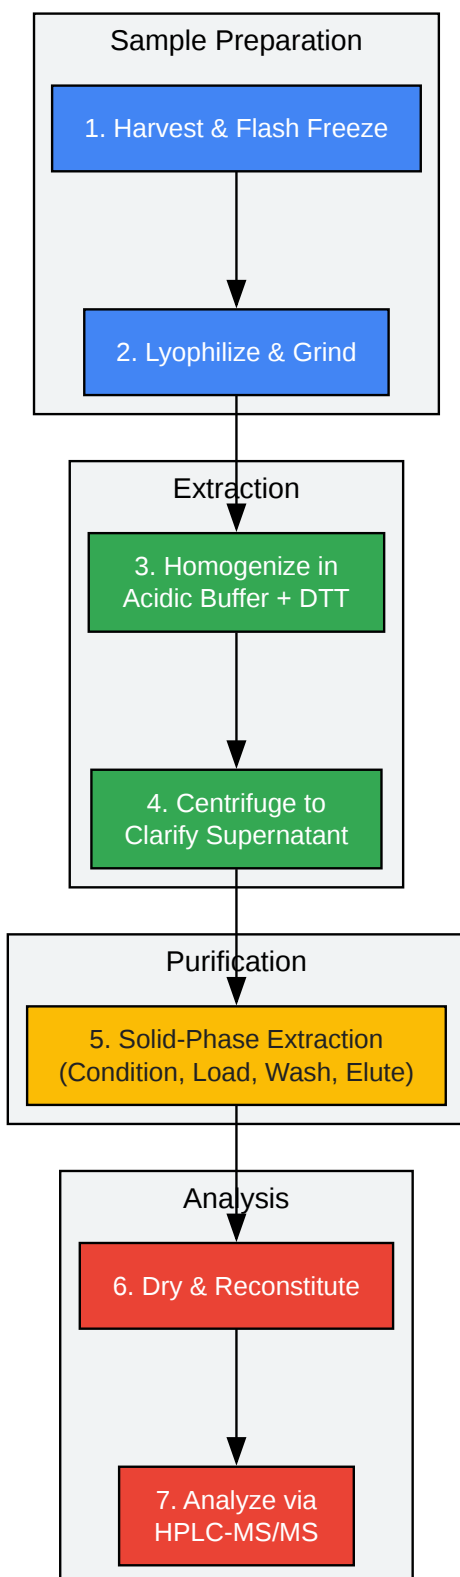 Sample Preparation
1. Harvest & Flash Freeze
2. Lyophilize & Grind
Extraction
3. Homogenize in
Acidic Buffer + DTT
4. Centrifuge to
Clarify Supernatant
Purification
5. Solid-Phase Extraction
(Condition, Load, Wash, Elute)
Analysis
6. Dry & Reconstitute
7. Analyze via
HPLC-MS/MS